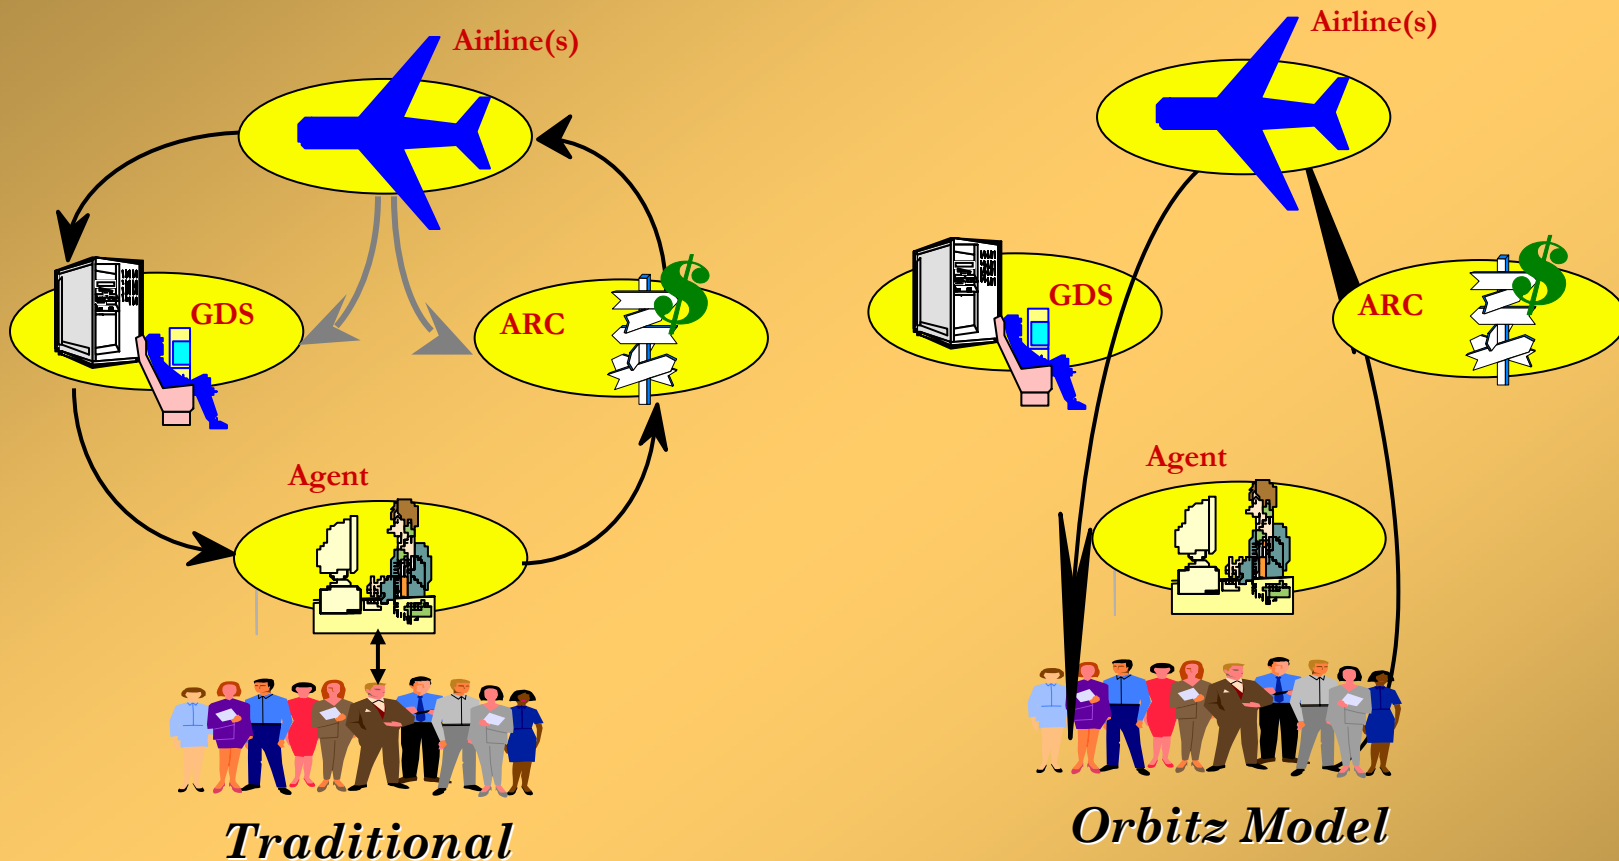 Airline(s)
GDS
ARC
$
Agent
Traditional
Airline(s)
GDS
ARC
$
Agent
Orbitz Model